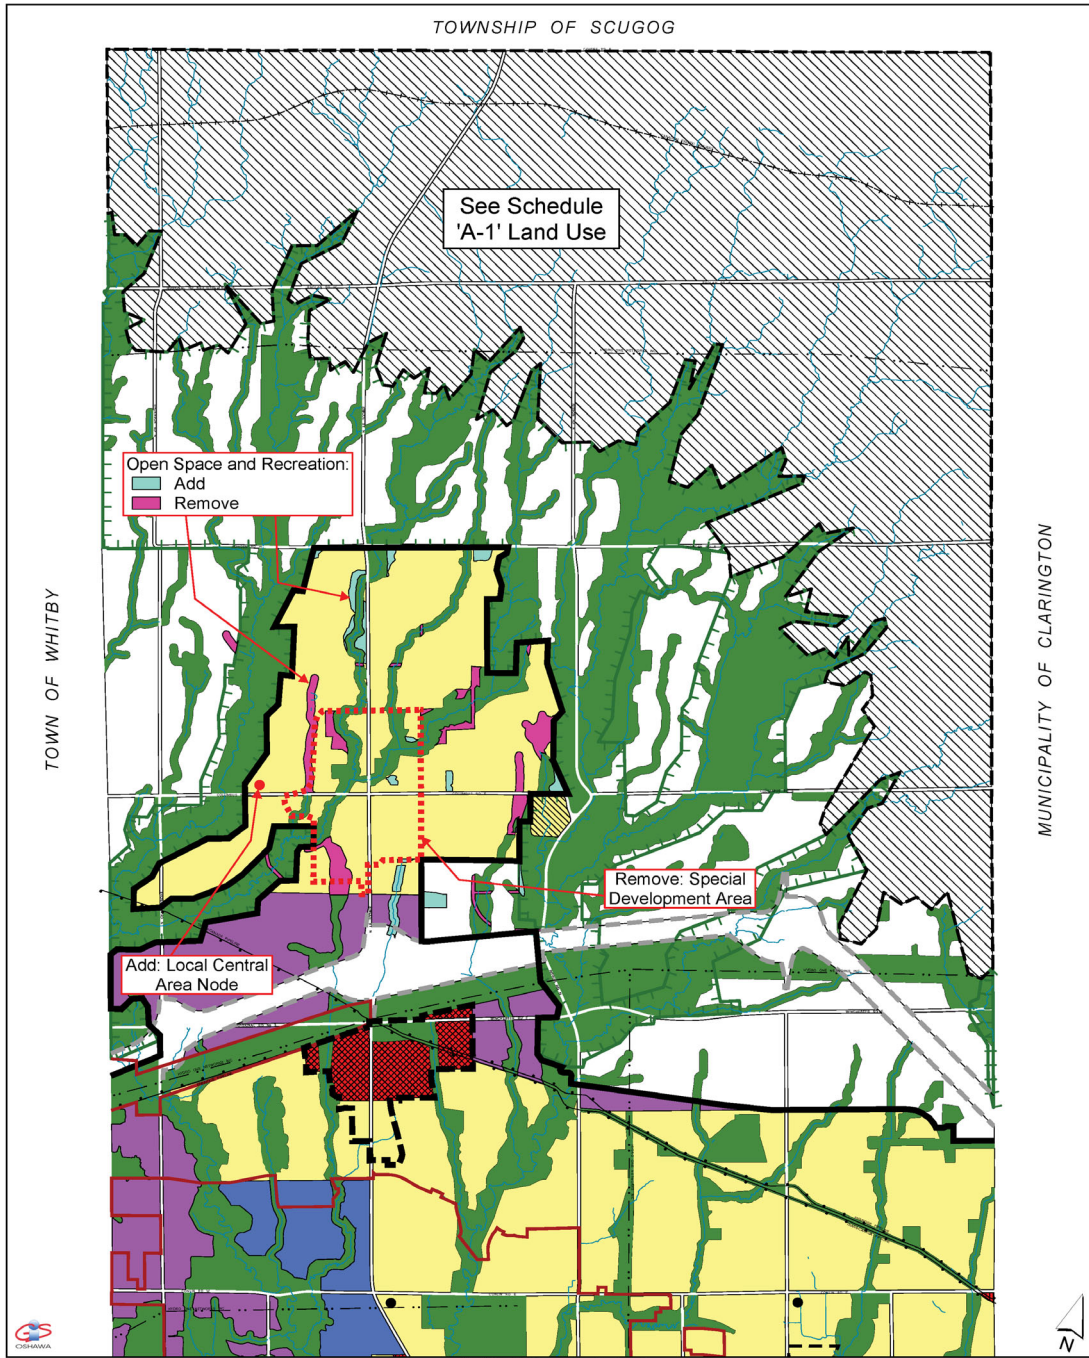 TOWNSHIP OF SCUGOG
See Schedule
'A-1' Land Use
Open Space and Recreation:
Add
Remove
TOWN OF WHITBY
MUNICIPALITY OF CLARINGTON
Remove: Special
Development Area
Add: Local Central
Area Node
GIS
OSHAWA
N